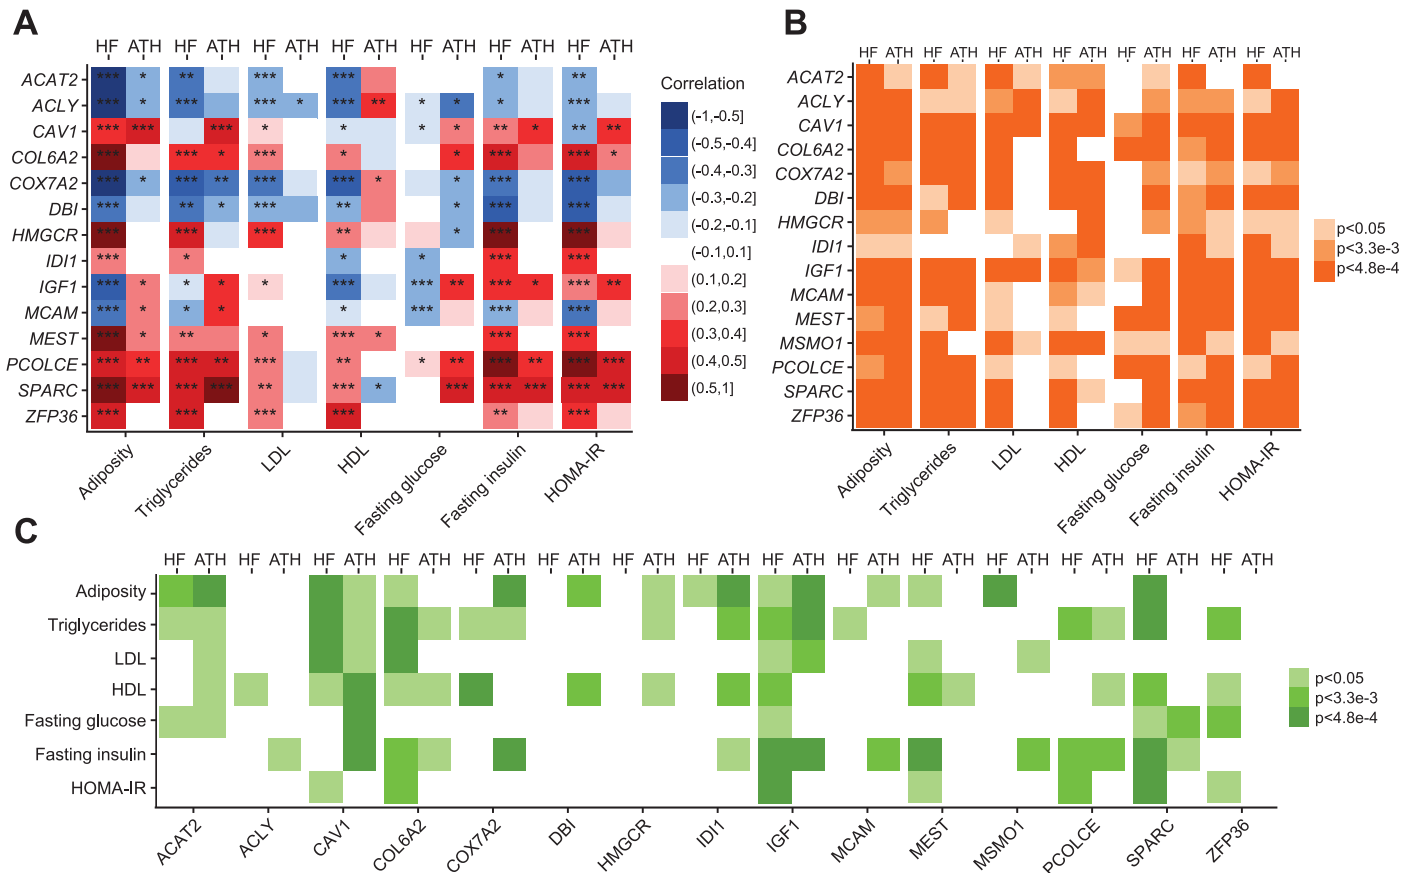 A
HF ATH HF ATH HF ATH HF ATH HF ATH HF ATH HF ATH
ACAT2 *** * ** *** *** * **
ACLY *** * *** *** * *** ** * * * ***
CAV1 *** *** *** * * * * ** * ** **
COL6A2 *** *** * *** * * *** *** *
COX7A2 *** * *** ** *** *** * * *** ***
DBI *** ** * *** ** * *** ***
HMGCR *** *** *** ** * *** ***
IDI1 *** * * * *** ***
IGF1 *** * * * * *** *** ** *** * *** **
MCAM *** * * * * *** *** ***
MEST *** * ** * *** * *** ***
PCOLCE *** ** *** ** *** ** * ** *** ** *** ***
SPARC *** *** *** *** ** *** * *** *** *** *** ***
ZFP36 *** *** *** *** ** ***
Adiposity
Triglycerides
LDL
HDL
Fasting glucose
Fasting insulin
HOMA-IR
Correlation
(-1,-0.5]
(-0.5,-0.4]
(-0.4,-0.3]
(-0.3,-0.2]
(-0.2,-0.1]
(-0.1,0.1]
(0.1,0.2]
(0.2,0.3]
(0.3,0.4]
(0.4,0.5]
(0.5,1]
B
HF ATH HF ATH HF ATH HF ATH HF ATH HF ATH HF ATH
ACAT2
ACLY
CAV1
COL6A2
COX7A2
DBI
HMGCR
IDI1
IGF1
MCAM
MEST
MSMO1
PCOLCE
SPARC
ZFP36
Adiposity
Triglycerides
LDL
HDL
Fasting glucose
Fasting insulin
HOMA-IR
p<0.05
p<3.3e-3
p<4.8e-4
C
HF ATH HF ATH HF ATH HF ATH HF ATH HF ATH HF ATH HF ATH HF ATH HF ATH HF ATH HF ATH HF ATH HF ATH HF ATH
Adiposity
Triglycerides
LDL
HDL
Fasting glucose
Fasting insulin
HOMA-IR
ACAT2
ACLY
CAV1
COL6A2
COX7A2
DBI
HMGCR
IDI1
IGF1
MCAM
MEST
MSMO1
PCOLCE
SPARC
ZFP36
p<0.05
p<3.3e-3
p<4.8e-4